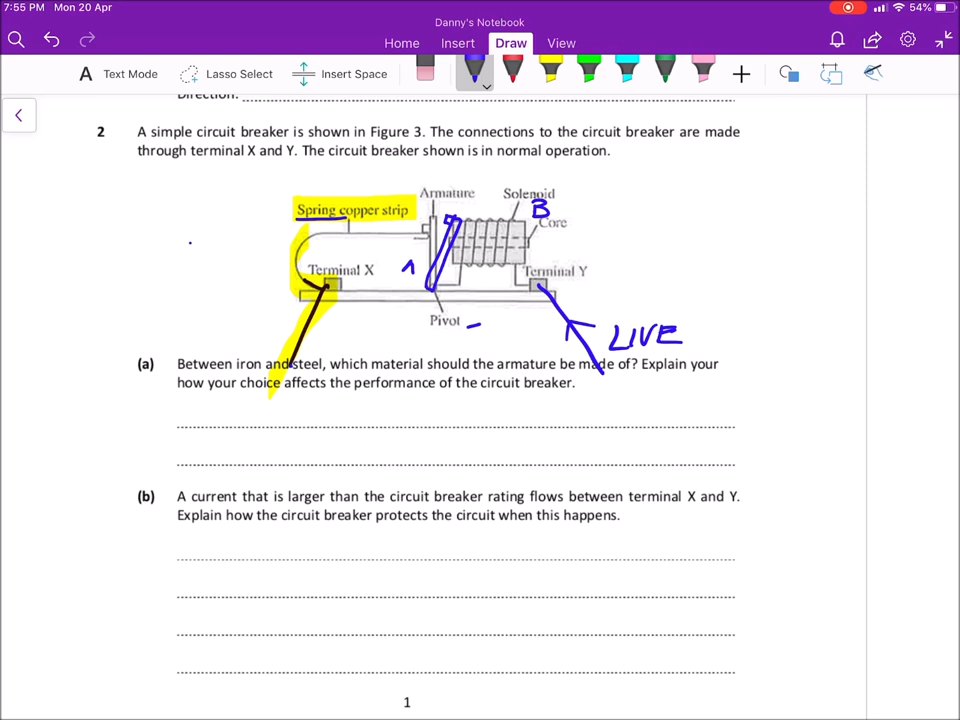 7:55 PM Mon 20 Apr
54%
Danny's Notebook
Home Insert Draw View
A Text Mode Lasso Select Insert Space
Direction:
2 A simple circuit breaker is shown in Figure 3. The connections to the circuit breaker are made
through terminal X and Y. The circuit breaker shown is in normal operation.
Armature Solenoid
Spring copper strip B Core
Terminal X 1 Terminal Y
Pivot
LIVE
(a) Between iron and steel, which material should the armature be made of? Explain your
how your choice affects the performance of the circuit breaker.
(b) A current that is larger than the circuit breaker rating flows between terminal X and Y.
Explain how the circuit breaker protects the circuit when this happens.
1